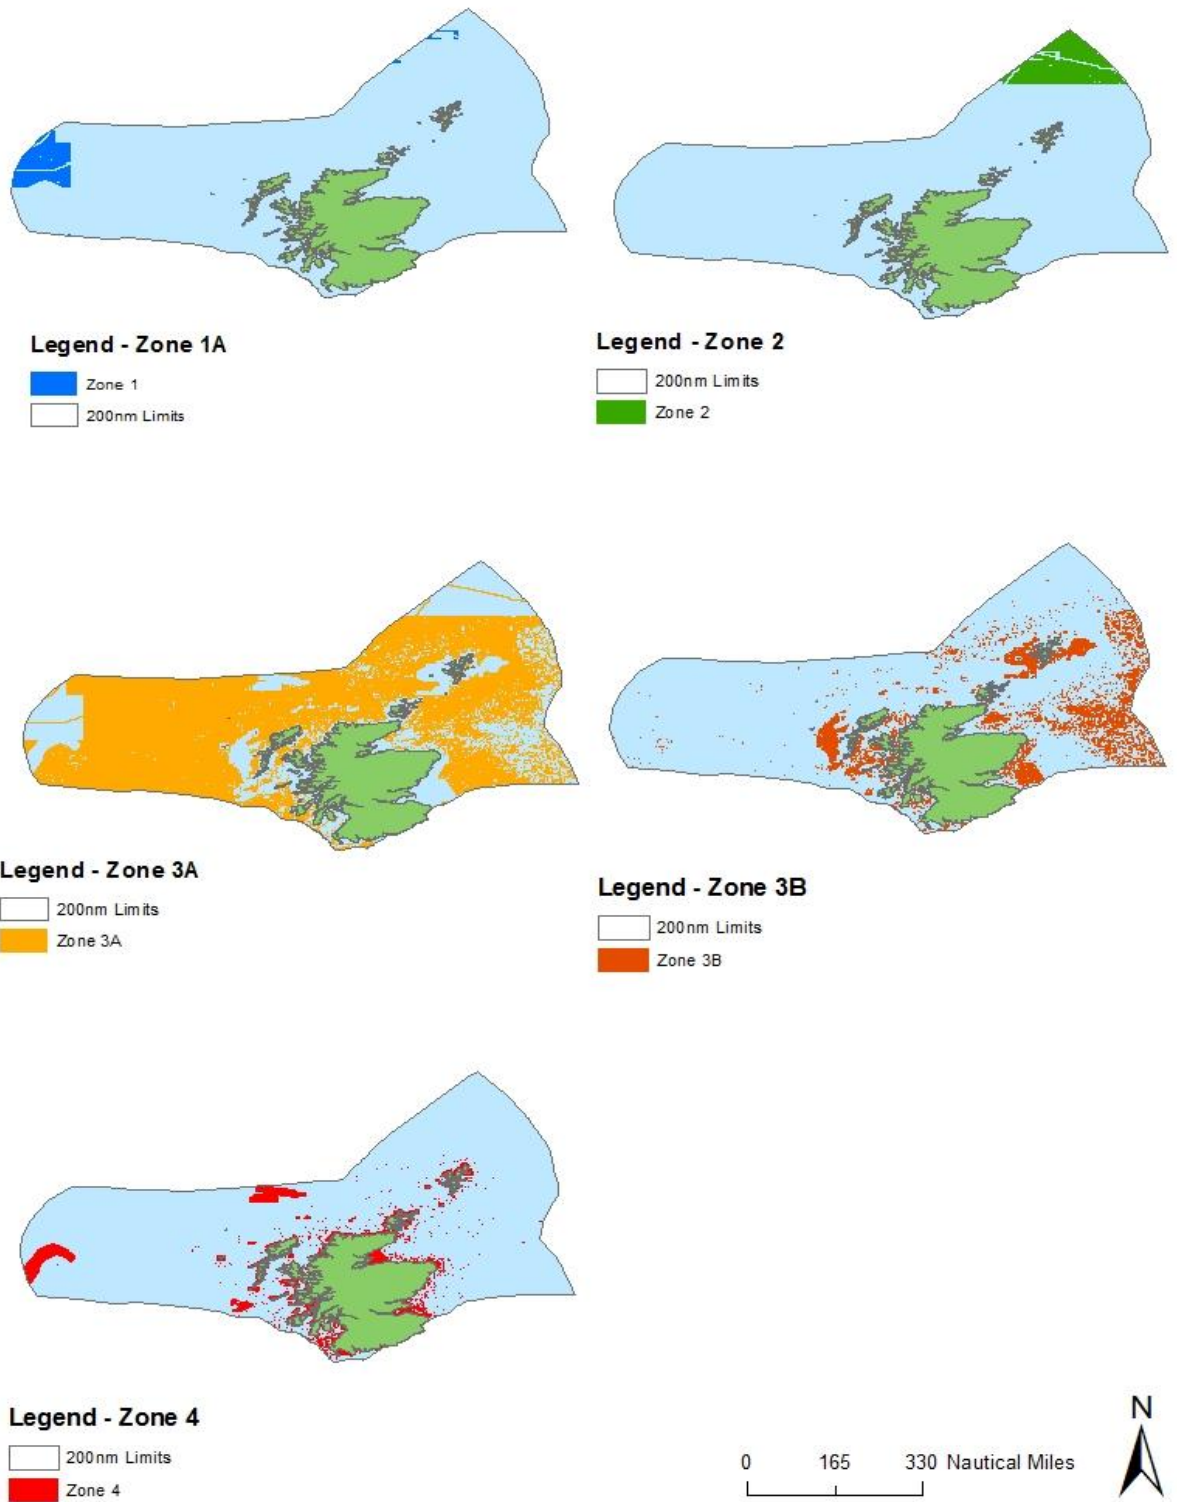 Legend - Zone 1A
Zone 1
200nm Limits
Legend - Zone 2
200nm Limits
Zone 2
Legend - Zone 3A
200nm Limits
Zone 3A
Legend - Zone 3B
200nm Limits
Zone 3B
Legend - Zone 4
200nm Limits
Zone 4
0 165 330 Nautical Miles
N